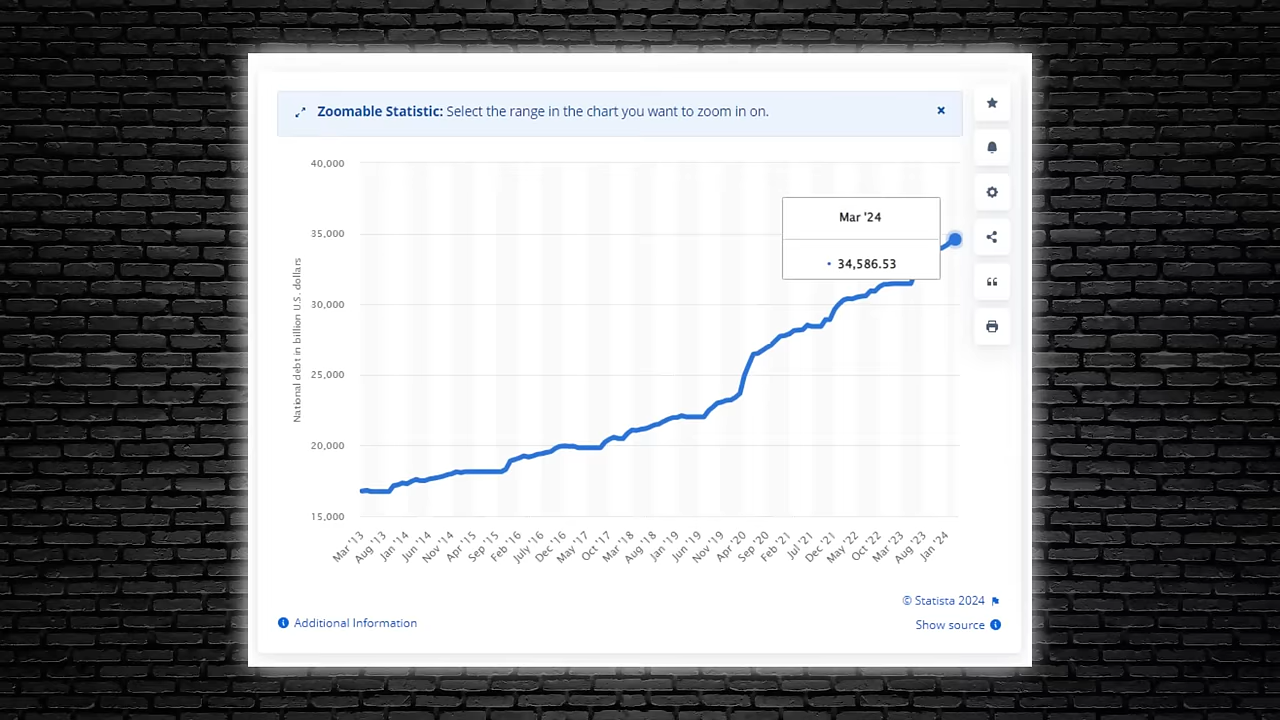 Zoomable Statistic: Select the range in the chart you want to zoom in on.
40,000
35,000
30,000
25,000
20,000
15,000
National debt in billion U.S. dollars
Mar '24
34,586.53
Mar '13
Aug '13
Jan '14
Jun '14
Nov '14
Apr '15
Sep '15
Feb '16
July '16
Dec '16
May '17
Oct '17
Mar '18
Aug '18
Jan '19
Jun '19
Nov '19
Apr '20
Sep '20
Feb '21
Jul '21
Dec '21
May '22
Oct '22
Mar '23
Aug '23
Jan '24
© Statista 2024
Additional Information
Show source